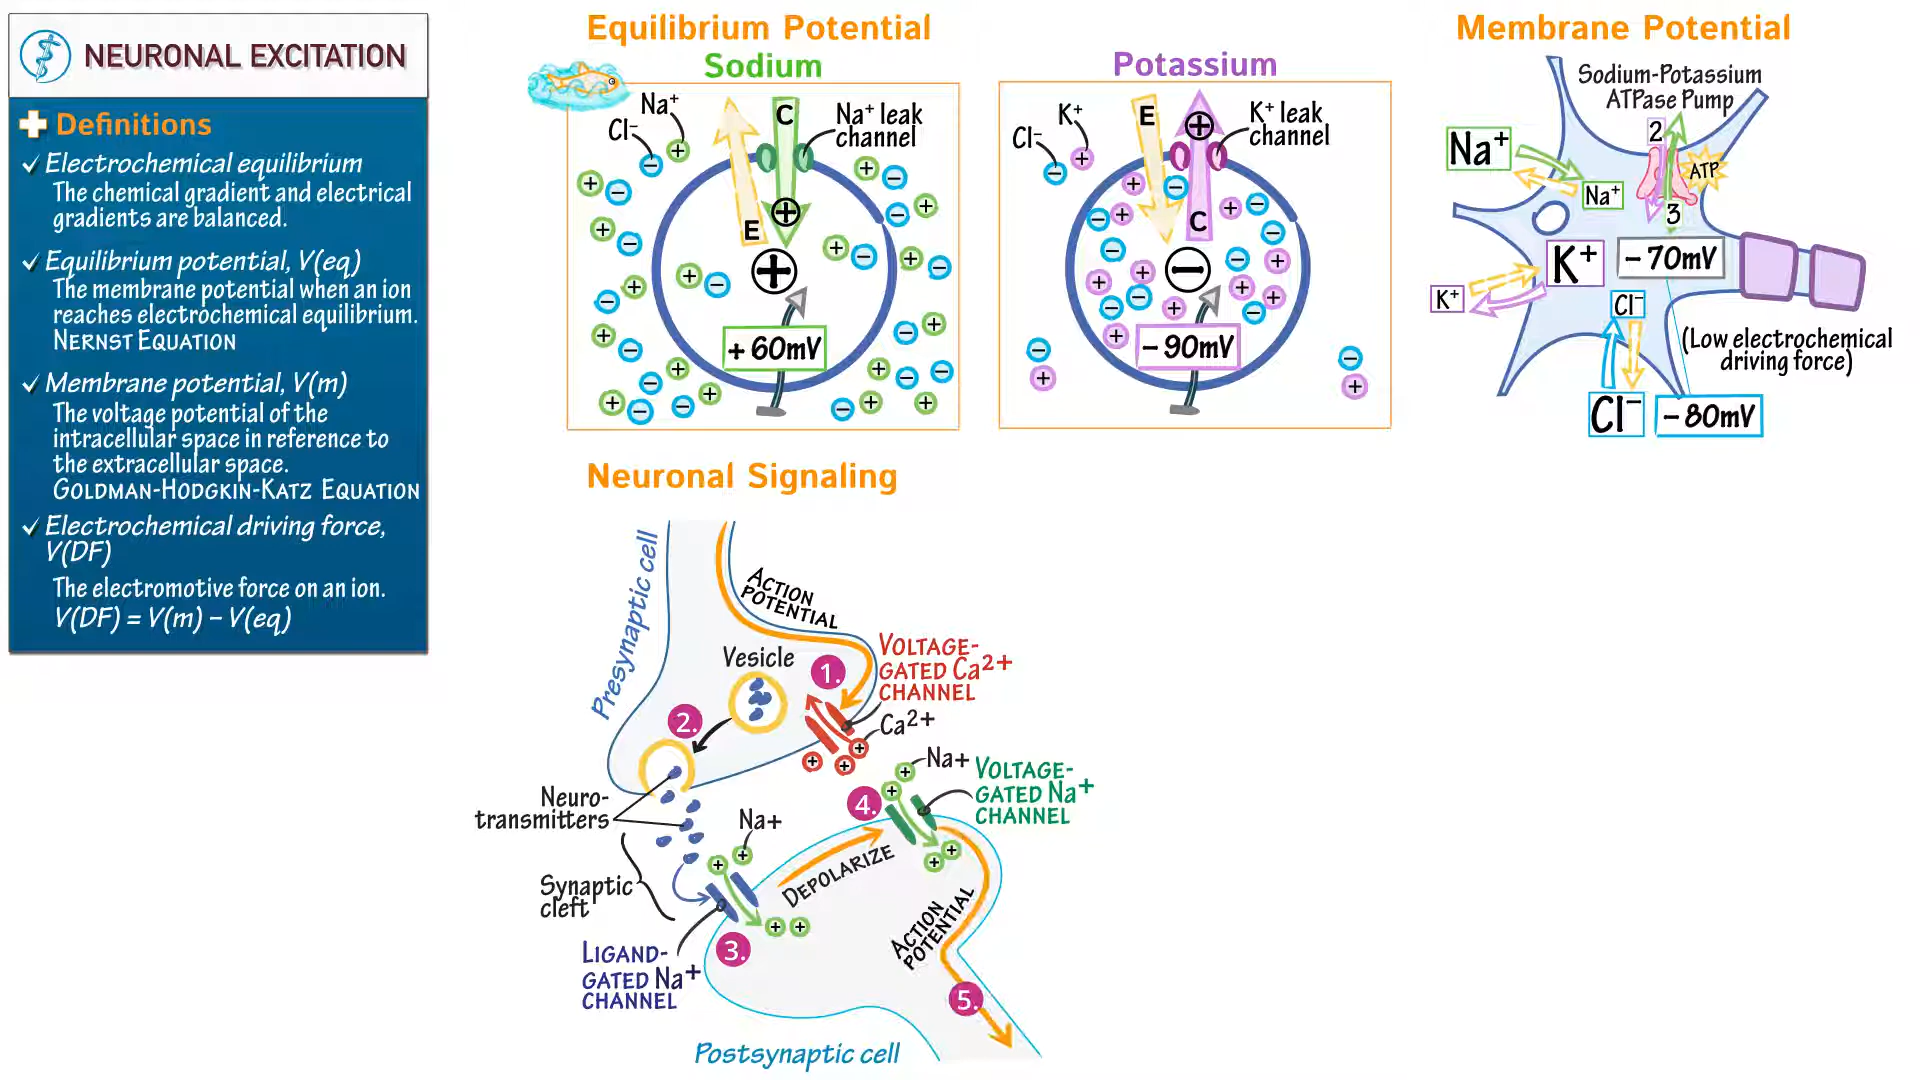 NEURONAL EXCITATION
Definitions
Electrochemical equilibrium
The chemical gradient and electrical
gradients are balanced.
Equilibrium potential, V(eq)
The membrane potential when an ion
reaches electrochemical equilibrium.
NERNST EQUATION
Membrane potential, V(m)
The voltage potential of the
intracellular space in reference to
the extracellular space.
GOLDMAN-HODGKIN-KATZ EQUATION
Electrochemical driving force,
V(DF)
The electromotive force on an ion.
V(DF) = V(m) – V(eq)
Equilibrium Potential
Sodium
Na⁺
Cl⁻
C
Na⁺ leak
channel
E
+ 60mV
Potassium
K⁺
Cl⁻
E
K⁺ leak
channel
C
– 90mV
Membrane Potential
Sodium-Potassium
ATPase Pump
Na⁺
2
ATP
Na⁺
3
K⁺
– 70mV
K⁺
Cl⁻
(Low electrochemical
driving force)
Cl⁻
– 80mV
Neuronal Signaling
Presynaptic cell
ACTION
POTENTIAL
Vesicle
1.
VOLTAGE-
GATED Ca²⁺
CHANNEL
2.
Ca²⁺
Na+
VOLTAGE-
GATED Na⁺
CHANNEL
4.
Neuro-
transmitters
Na+
DEPOLARIZE
Synaptic
cleft
ACTION
POTENTIAL
3.
LIGAND-
GATED Na⁺
CHANNEL
5.
Postsynaptic cell